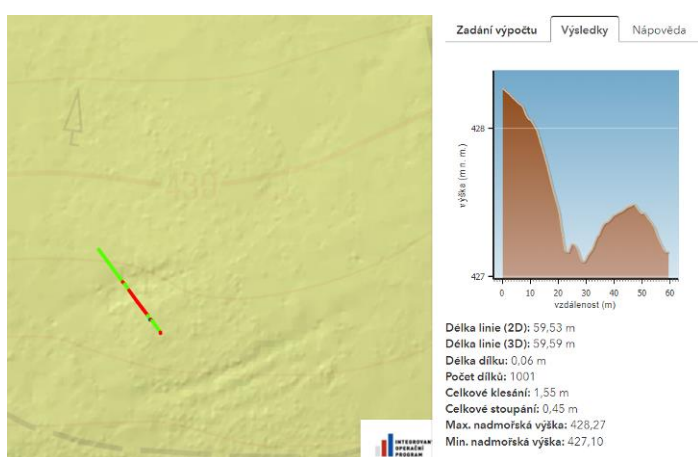 Zadání výpočtu
Výsledky
Nápověda
430
428
427
výška (m n. m.)
0 10 20 30 40 50 60
vzdálenost (m)
Délka linie (2D): 59,53 m
Délka linie (3D): 59,59 m
Délka dílku: 0,06 m
Počet dílků: 1001
Celkové klesání: 1,55 m
Celkové stoupání: 0,45 m
Max. nadmořská výška: 428,27
Min. nadmořská výška: 427,10
INTEGROVAN
OPERAČNÍ
PROGRAM